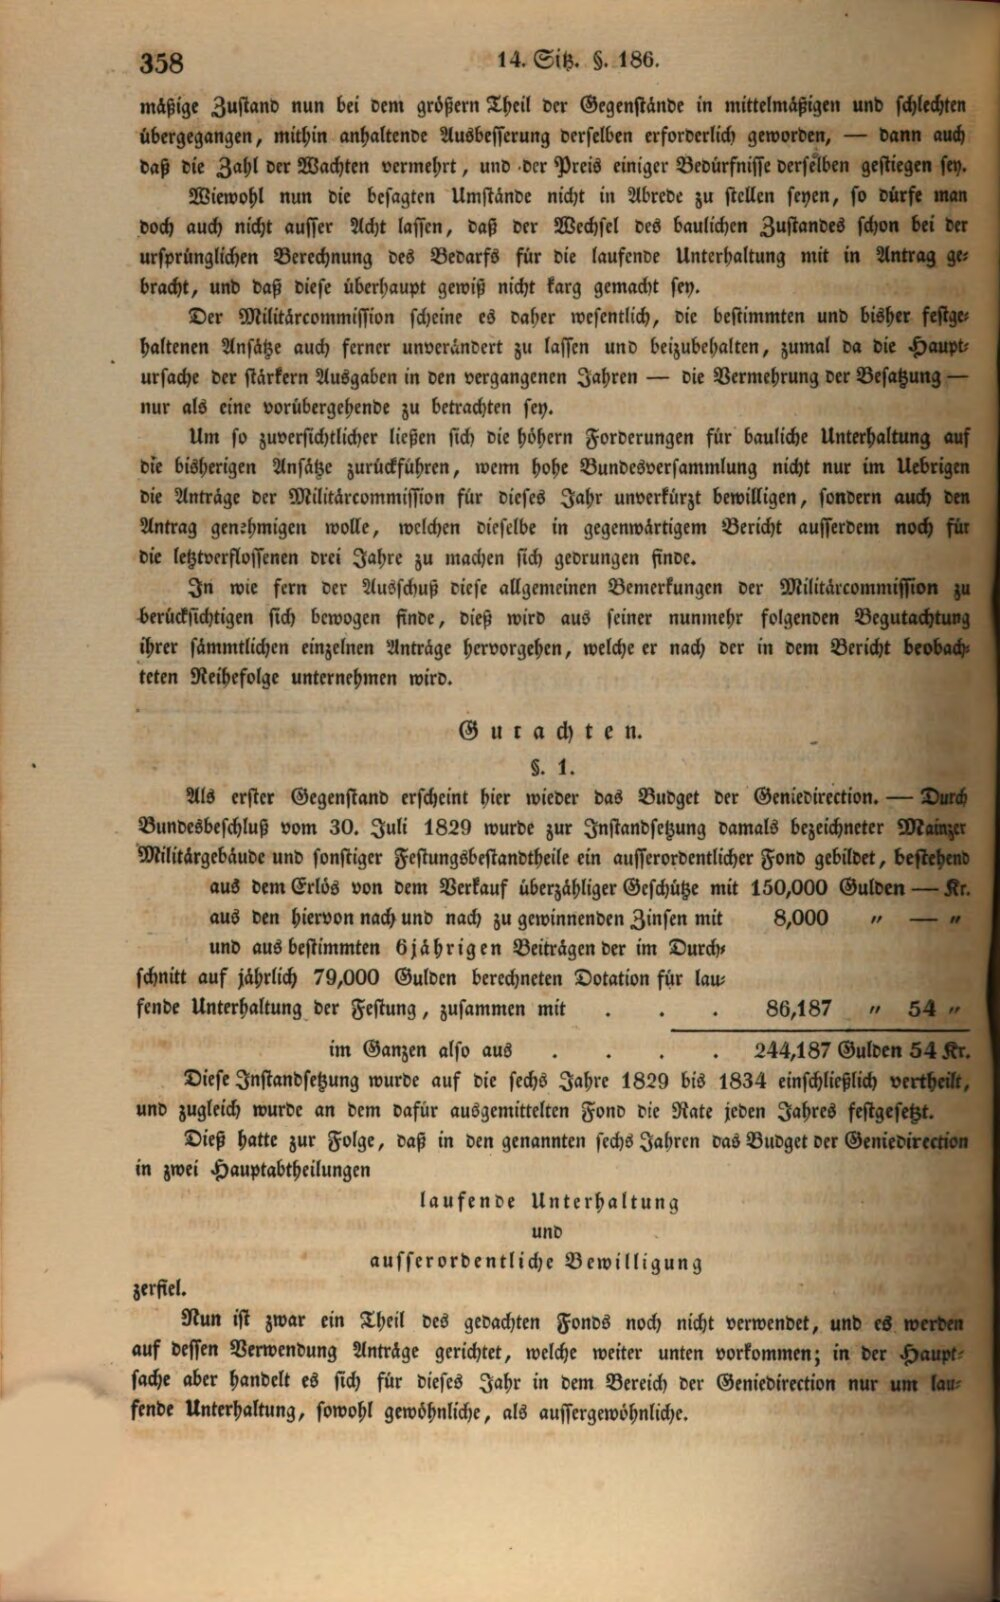 358
14. Sitz. §. 186.
mäßige Zustand nun bei dem größern Theil der Gegenstände in mittelmäßigen und schlechten
übergegangen, mithin anhaltende Ausbesserung derselben erforderlich geworden, — dann auch
daß die Zahl der Wachten vermehrt, und der Preis einiger Bedürfnisse derselben gestiegen sey.
Wiewohl nun die besagten Umstände nicht in Abrede zu stellen seyen, so dürfe man
doch auch nicht ausser Acht lassen, daß der Wechsel des baulichen Zustandes schon bei der
ursprünglichen Berechnung des Bedarfs für die laufende Unterhaltung mit in Antrag ge-
bracht, und daß diese überhaupt gewiß nicht karg gemacht sey.
Der Militärcommission scheine es daher wesentlich, die bestimmten und bisher festge-
haltenen Ansätze auch ferner unverändert zu lassen und beizubehalten, zumal da die Haupt-
ursache der stärkern Ausgaben in den vergangenen Jahren — die Vermehrung der Besatzung —
nur als eine vorübergehende zu betrachten sey.
Um so zuversichtlicher ließen sich die höhern Forderungen für bauliche Unterhaltung auf
die bisherigen Ansätze zurückführen, wenn hohe Bundesversammlung nicht nur im Uebrigen
die Anträge der Militärcommission für dieses Jahr unverkürzt bewilligen, sondern auch den
Antrag genehmigen wolle, welchen dieselbe in gegenwärtigem Bericht ausserdem noch für
die letztverflossenen drei Jahre zu machen sich gedrungen finde.
In wie fern der Ausschuß diese allgemeinen Bemerkungen der Militärcommission zu
berücksichtigen sich bewogen finde, dieß wird aus seiner nunmehr folgenden Begutachtung
ihrer sämmtlichen einzelnen Anträge hervorgehen, welche er nach der in dem Bericht beobach-
teten Reihefolge unternehmen wird.
Gutachten.
§. 1.
Als erster Gegenstand erscheint hier wieder das Budget der Geniedirection. — Durch
Bundesbeschluß vom 30. Juli 1829 wurde zur Instandsetzung damals bezeichneter Mainzer
Militärgebäude und sonstiger Festungsbestandtheile ein ausserordentlicher Fond gebildet, bestehend
aus dem Erlös von dem Verkauf überzähliger Geschütze mit 150,000 Gulden — Kr.
aus den hiervon nach und nach zu gewinnenden Zinsen mit 8,000 " — "
und aus bestimmten 6jährigen Beiträgen der im Durch-
schnitt auf jährlich 79,000 Gulden berechneten Dotation für lau-
fende Unterhaltung der Festung, zusammen mit . . . 86,187 " 54 "
im Ganzen also aus . . . . 244,187 Gulden 54 Kr.
Diese Instandsetzung wurde auf die sechs Jahre 1829 bis 1834 einschließlich vertheilt,
und zugleich wurde an dem dafür ausgemittelten Fond die Rate jeden Jahres festgesetzt.
Dieß hatte zur Folge, daß in den genannten sechs Jahren das Budget der Geniedirection
in zwei Hauptabtheilungen
laufende Unterhaltung
und
ausserordentliche Bewilligung
zerfiel.
Nun ist zwar ein Theil des gedachten Fonds noch nicht verwendet, und es werden
auf dessen Verwendung Anträge gerichtet, welche weiter unten vorkommen; in der Haupt-
sache aber handelt es sich für dieses Jahr in dem Bereich der Geniedirection nur um lau-
fende Unterhaltung, sowohl gewöhnliche, als aussergewöhnliche.